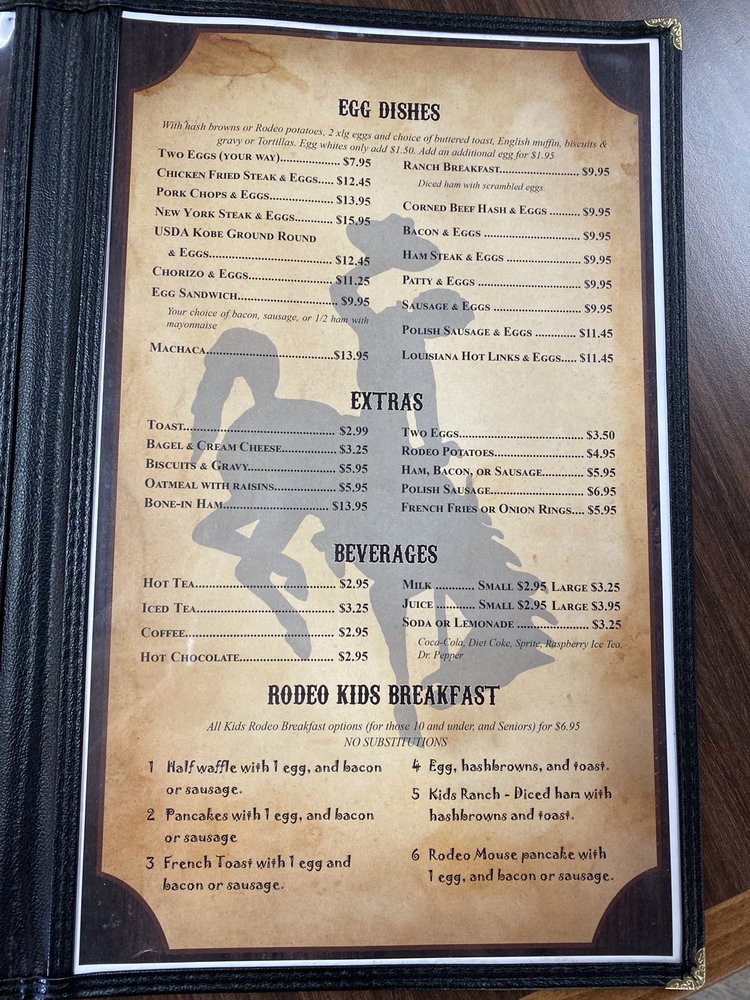 EGG DISHES
With hash browns or Rodeo potatoes, 2 xlg eggs and choice of buttered toast, English muffin, biscuits &
gravy or Tortillas. Egg whites only add $1.50. Add an additional egg for $1.95
Two Eggs (your way)................... $7.95
Chicken Fried Steak & Eggs..... $12.45
Pork Chops & Eggs.................... $13.95
New York Steak & Eggs............. $15.95
USDA Kobe Ground Round
& Eggs.................................... $12.45
Chorizo & Eggs........................ $11.25
Egg Sandwich............................ $9.95
Your choice of bacon, sausage, or 1/2 ham with
mayonnaise
Machaca...................................$13.95
Ranch Breakfast....................... $9.95
Diced ham with scrambled eggs.
Corned Beef Hash & Eggs .......... $9.95
Bacon & Eggs ............................. $9.95
Ham Steak & Eggs ...................... $9.95
Patty & Eggs .............................. $9.95
Sausage & Eggs .......................... $9.95
Polish Sausage & Eggs ............. $11.45
Louisiana Hot Links & Eggs..... $11.45
EXTRAS
Toast.......................................... $2.99
Bagel & Cream Cheese............... $3.25
Biscuits & Gravy......................... $5.95
Oatmeal with raisins.................. $5.95
Bone-in Ham............................... $13.95
Two Eggs................................... $3.50
Rodeo Potatoes......................... $4.95
Ham, Bacon, or Sausage............ $5.95
Polish Sausage.......................... $6.95
French Fries or Onion Rings.... $5.95
BEVERAGES
Hot Tea...................................... $2.95
Iced Tea..................................... $3.25
Coffee........................................ $2.95
Hot Chocolate.......................... $2.95
Milk ........... Small $2.95 Large $3.25
Juice ........... Small $2.95 Large $3.95
Soda or Lemonade .................... $3.25
Coca-Cola, Diet Coke, Sprite, Raspberry Ice Tea,
Dr. Pepper
RODEO KIDS BREAKFAST
All Kids Rodeo Breakfast options (for those 10 and under, and Seniors) for $6.95
NO SUBSTITUTIONS
1 Half waffle with 1 egg, and bacon
or sausage.
2 Pancakes with 1 egg, and bacon
or sausage
3 French Toast with 1 egg and
bacon or sausage.
4 Egg, hashbrowns, and toast.
5 Kids Ranch - Diced ham with
hashbrowns and toast.
6 Rodeo Mouse pancake with
1 egg, and bacon or sausage.